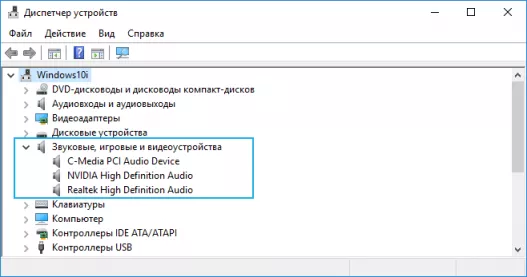 Диспетчер устройств
Файл Действие Вид Справка
Windows10i
DVD-дисководы и дисководы компакт-дисков
Аудиовходы и аудиовыходы
Видеоадаптеры
Дисковые устройства
Звуковые, игровые и видеоустройства
C-Media PCI Audio Device
NVIDIA High Definition Audio
Realtek High Definition Audio
Клавиатуры
Компьютер
Контроллеры IDE ATA/ATAPI
Контроллеры USB